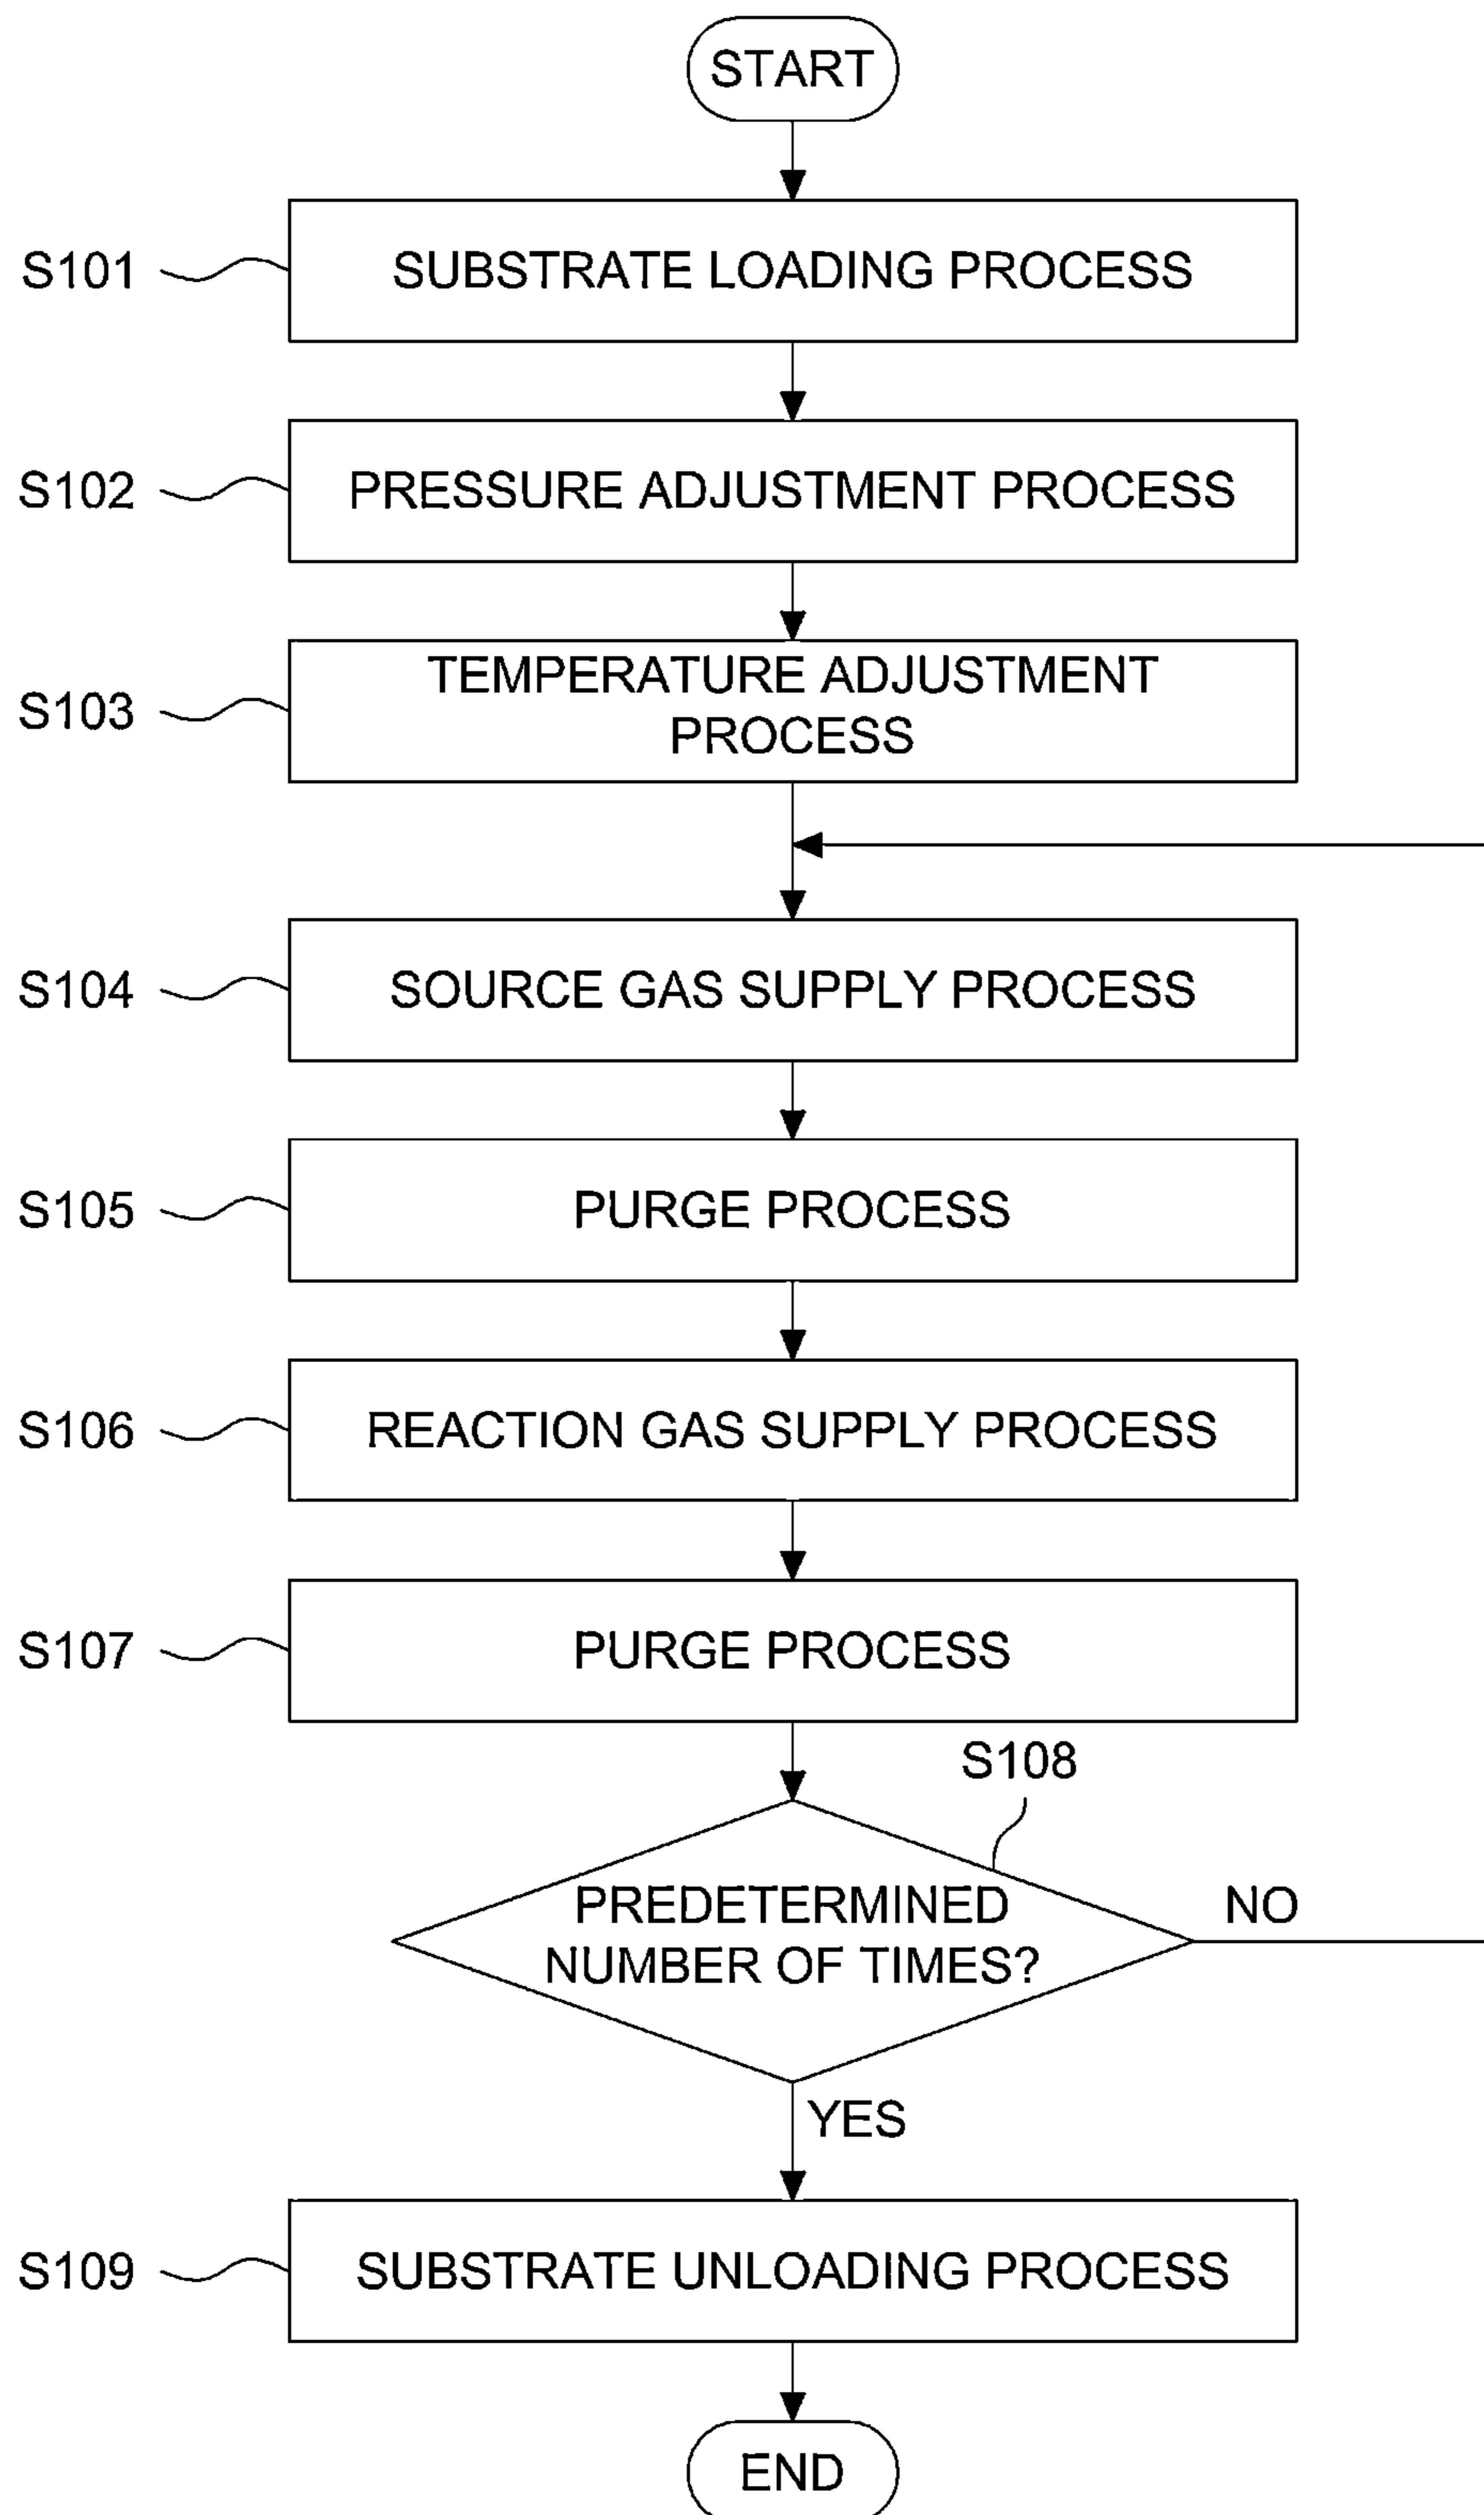 START
S101
SUBSTRATE LOADING PROCESS
S102
PRESSURE ADJUSTMENT PROCESS
S103
TEMPERATURE ADJUSTMENT
PROCESS
S104
SOURCE GAS SUPPLY PROCESS
S105
PURGE PROCESS
S106
REACTION GAS SUPPLY PROCESS
S107
PURGE PROCESS
S108
PREDETERMINED
NUMBER OF TIMES?
NO
YES
S109
SUBSTRATE UNLOADING PROCESS
END